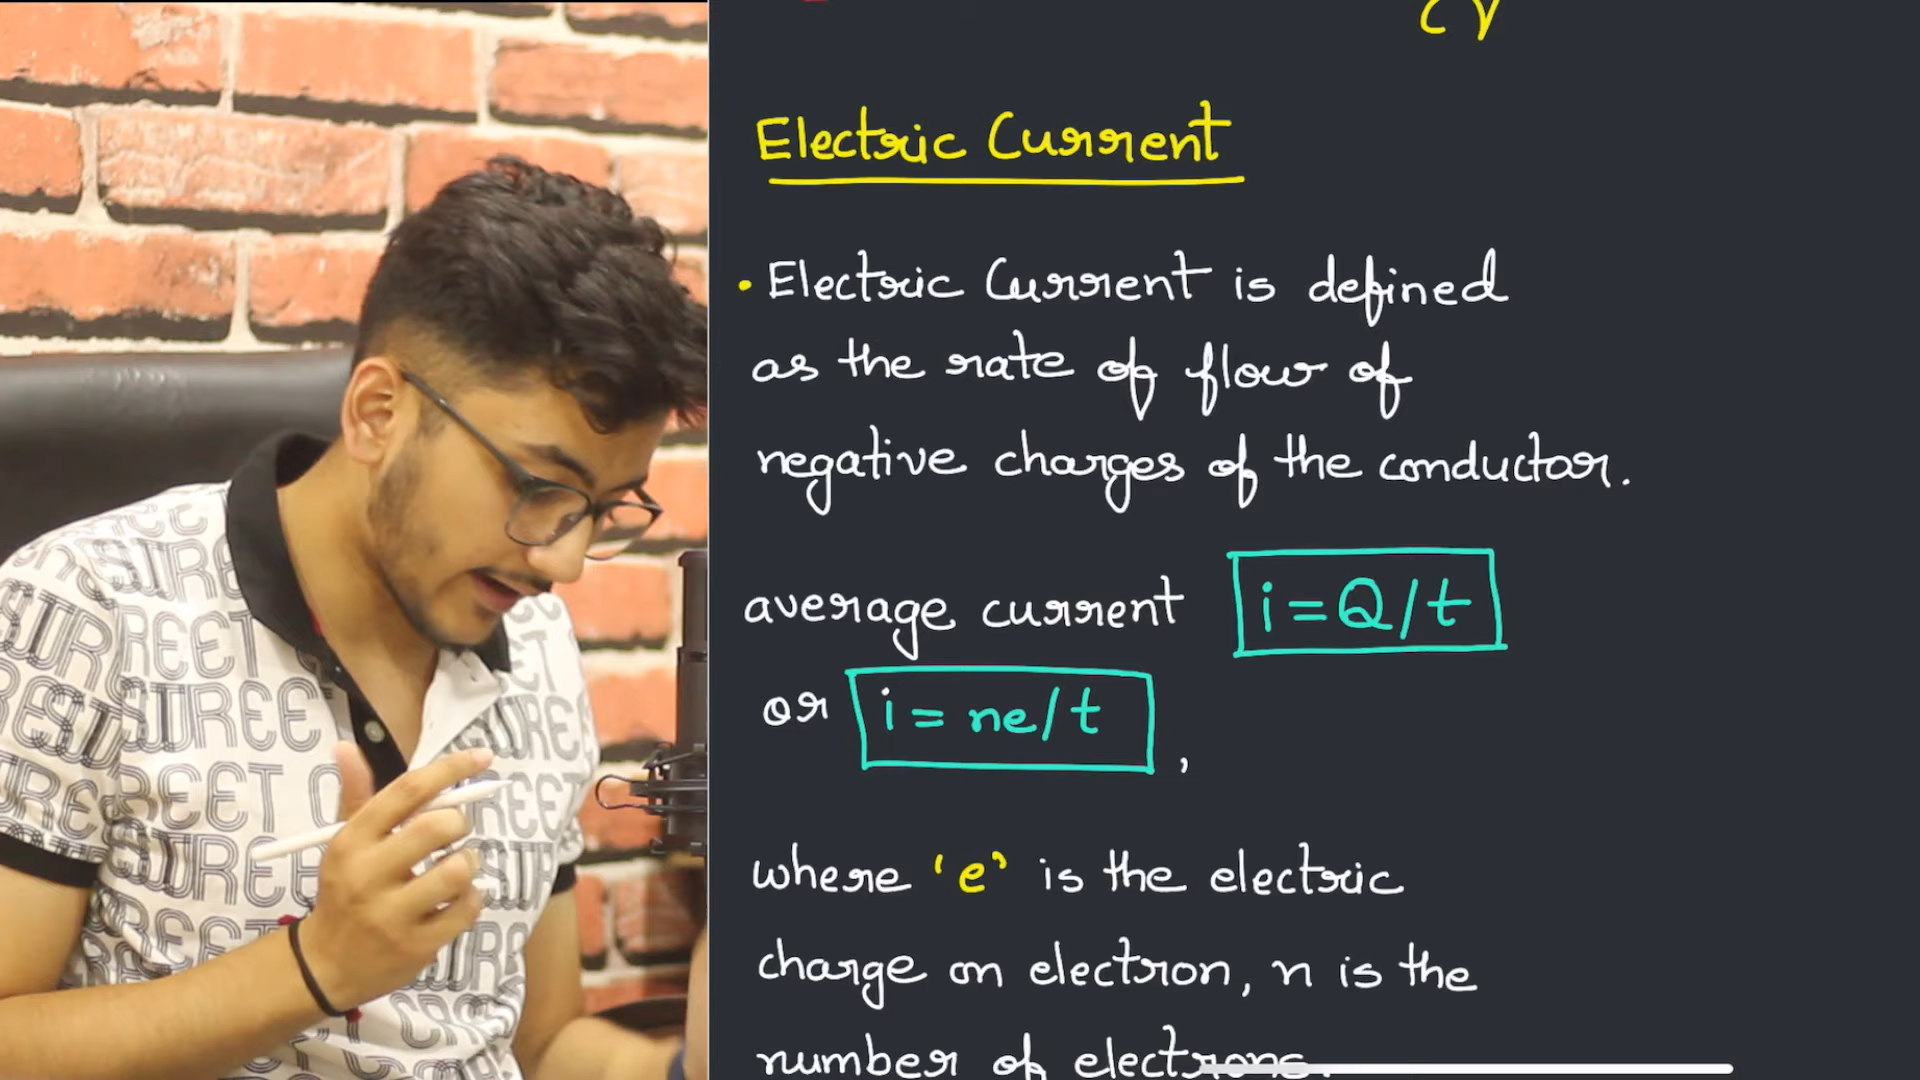 Electric Current
• Electric Current is defined
as the rate of flow of
negative charges of the conductor.
average current i = Q/t
or i = ne/t ,
where 'e' is the electric
charge on electron, n is the
number of electrons.